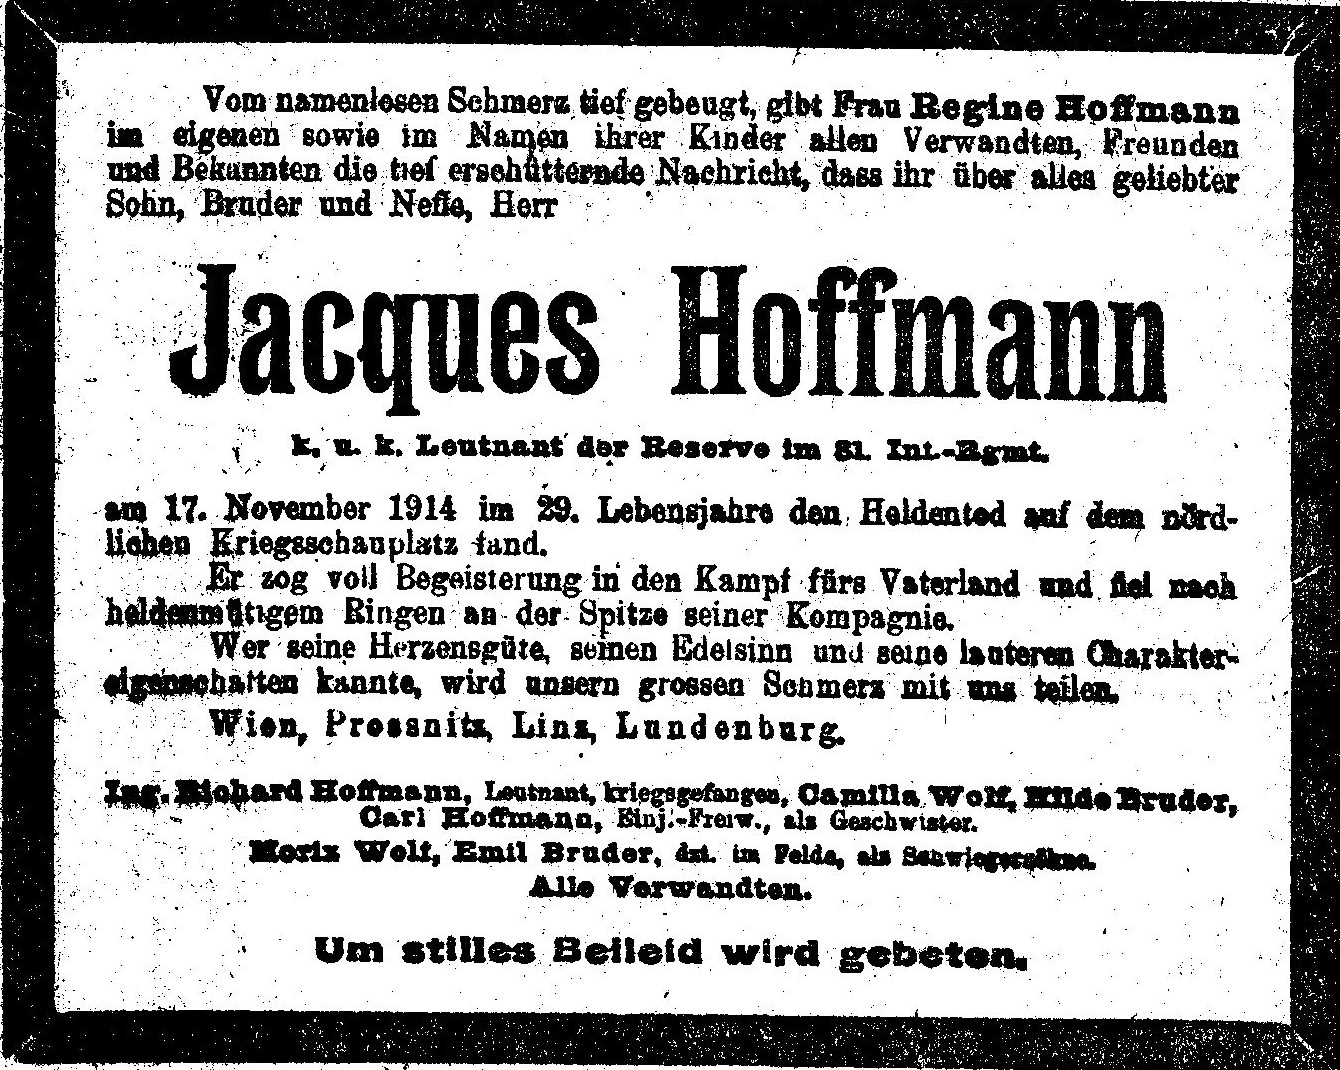 Vom namenlosen Schmerz tief gebeugt, gibt Frau Regine Hoffmann
im eigenen sowie im Namen ihrer Kinder allen Verwandten, Freunden
und Bekannten die tief erschütternde Nachricht, dass ihr über alles geliebter
Sohn, Bruder und Neffe, Herr
Jacques Hoffmann
k. u. k. Leutnant der Reserve im 81. Inf.-Rgmt.
am 17. November 1914 im 29. Lebensjahre den Heldentod auf dem nörd-
lichen Kriegsschauplatz fand.
Er zog voll Begeisterung in den Kampf fürs Vaterland und fiel nach
heldenmütigem Ringen an der Spitze seiner Kompagnie.
Wer seine Herzensgüte, seinen Edelsinn und seine lauteren Charakter-
eigenschaften kannte, wird unsern grossen Schmerz mit uns teilen.
Wien, Prossnitz, Linz, Lundenburg.
Ing. Richard Hoffmann, Leutnant, kriegsgefangen, Camilla Wolf, Hilde Bruder,
Carl Hoffmann, Einj.-Freiw., als Geschwister.
Moriz Wolf, Emil Bruder, dzt. im Felde, als Schwiegersöhne.
Alle Verwandten.
Um stilles Beileid wird gebeten.